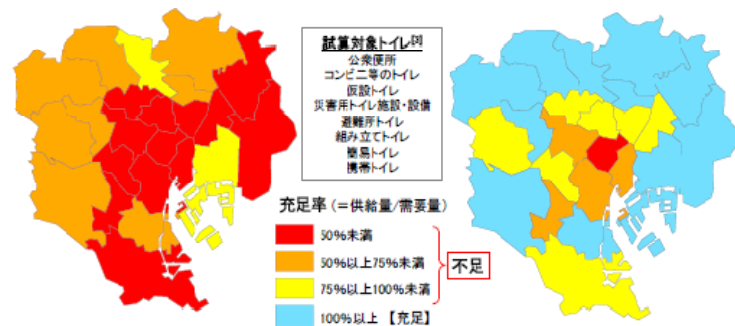 試算対象トイレ[3]
公衆便所
コンビニ等のトイレ
仮設トイレ
災害用トイレ施設・設備
避難所トイレ
組み立てトイレ
簡易トイレ
携帯トイレ
充足率（＝供給量/需要量）
50%未満
50%以上75%未満
75%以上100%未満
100%以上 【充足】
不足